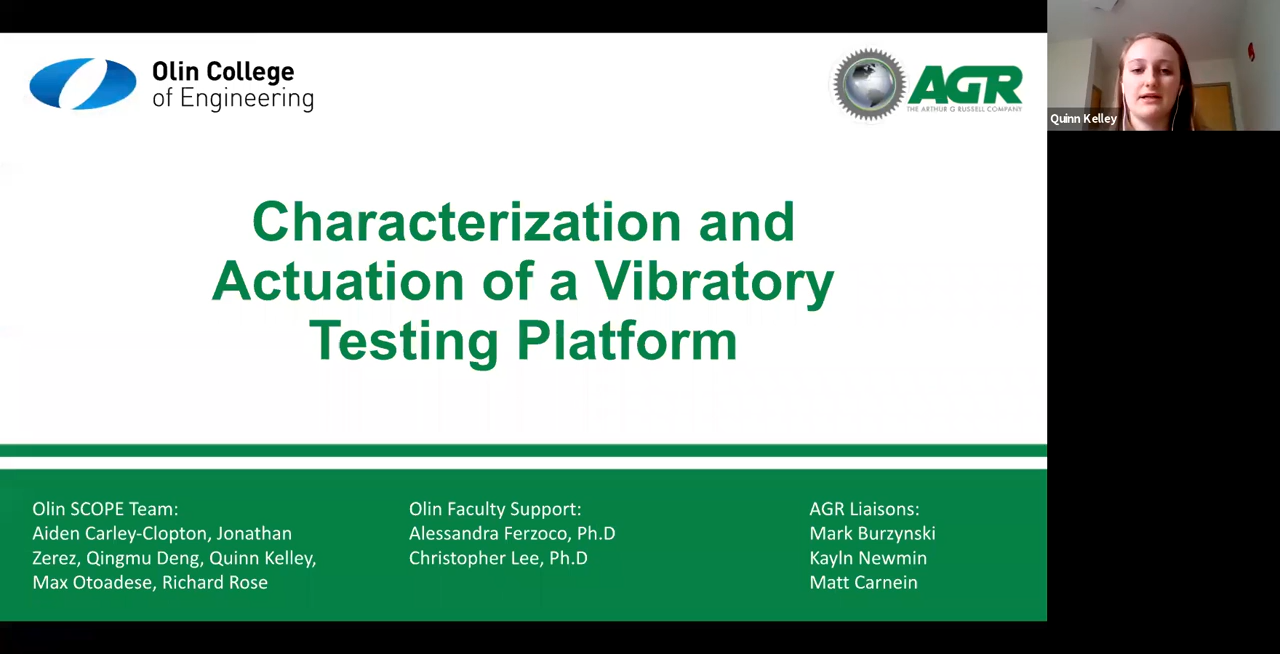 Olin College
of Engineering
AGR
THE ARTHUR G RUSSELL COMPANY
Quinn Kelley
Characterization and
Actuation of a Vibratory
Testing Platform
Olin SCOPE Team:
Aiden Carley-Clopton, Jonathan
Zerez, Qingmu Deng, Quinn Kelley,
Max Otoadese, Richard Rose
Olin Faculty Support:
Alessandra Ferzoco, Ph.D
Christopher Lee, Ph.D
AGR Liaisons:
Mark Burzynski
Kayln Newmin
Matt Carnein